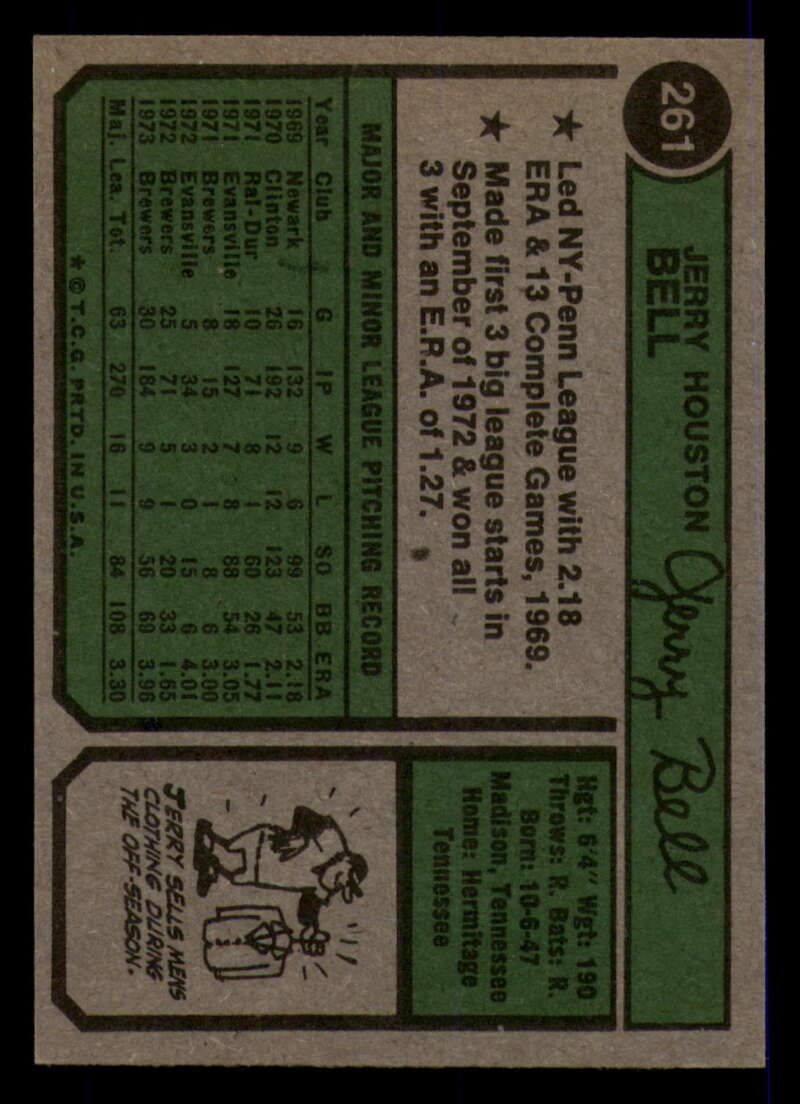 261
JERRY HOUSTON
BELL
Jerry Bell
★ Led NY-Penn League with 2.18
ERA & 13 Complete Games, 1969.
★ Made first 3 big league starts in
September of 1972 & won all
3 with an E.R.A. of 1.27.
Hgt: 6'4" Wgt: 190
Throws: R. Bats: R.
Born: 10-6-47
Madison, Tennessee
Home: Hermitage
Tennessee
MAJOR AND MINOR LEAGUE PITCHING RECORD
Year Club G IP W L SO BB ERA
1969 Newark 16 132 9 6 99 53 2.18
1970 Clinton 26 192 12 12 123 47 2.11
1971 Ral-Dur 10 71 8 1 60 26 1.77
1971 Evansville 18 127 7 8 88 54 3.05
1971 Brewers 8 15 2 1 8 6 3.00
1972 Evansville 5 34 3 0 15 6 4.01
1972 Brewers 25 71 5 1 20 33 1.65
1973 Brewers 30 184 9 9 56 69 3.96
Maj. Lea. Tot. 63 270 16 11 84 108 3.30
★ © T.C.G. PRTD. IN U.S.A.
JERRY SELLS MENS
CLOTHING DURING
THE OFF-SEASON.